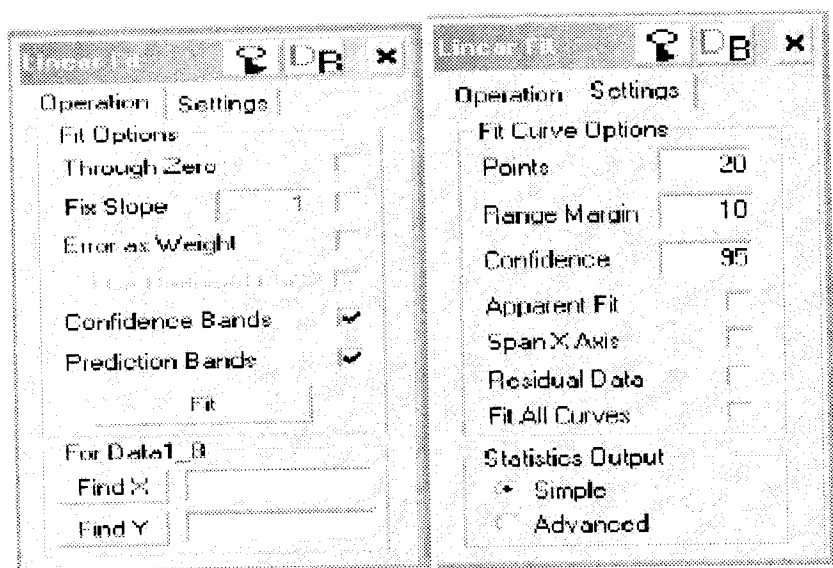 Linear Fit
Operation Settings
Fit Options
Through Zero
Fix Slope 1
Error as Weight
Confidence Bands
Prediction Bands
Fit
For Data1_B
Find X
Find Y
Linear Fit
Operation Settings
Fit Curve Options
Points 20
Range Margin 10
Confidence 95
Apparent Fit
Span X Axis
Residual Data
Fit All Curves
Statistics Output
Simple
Advanced